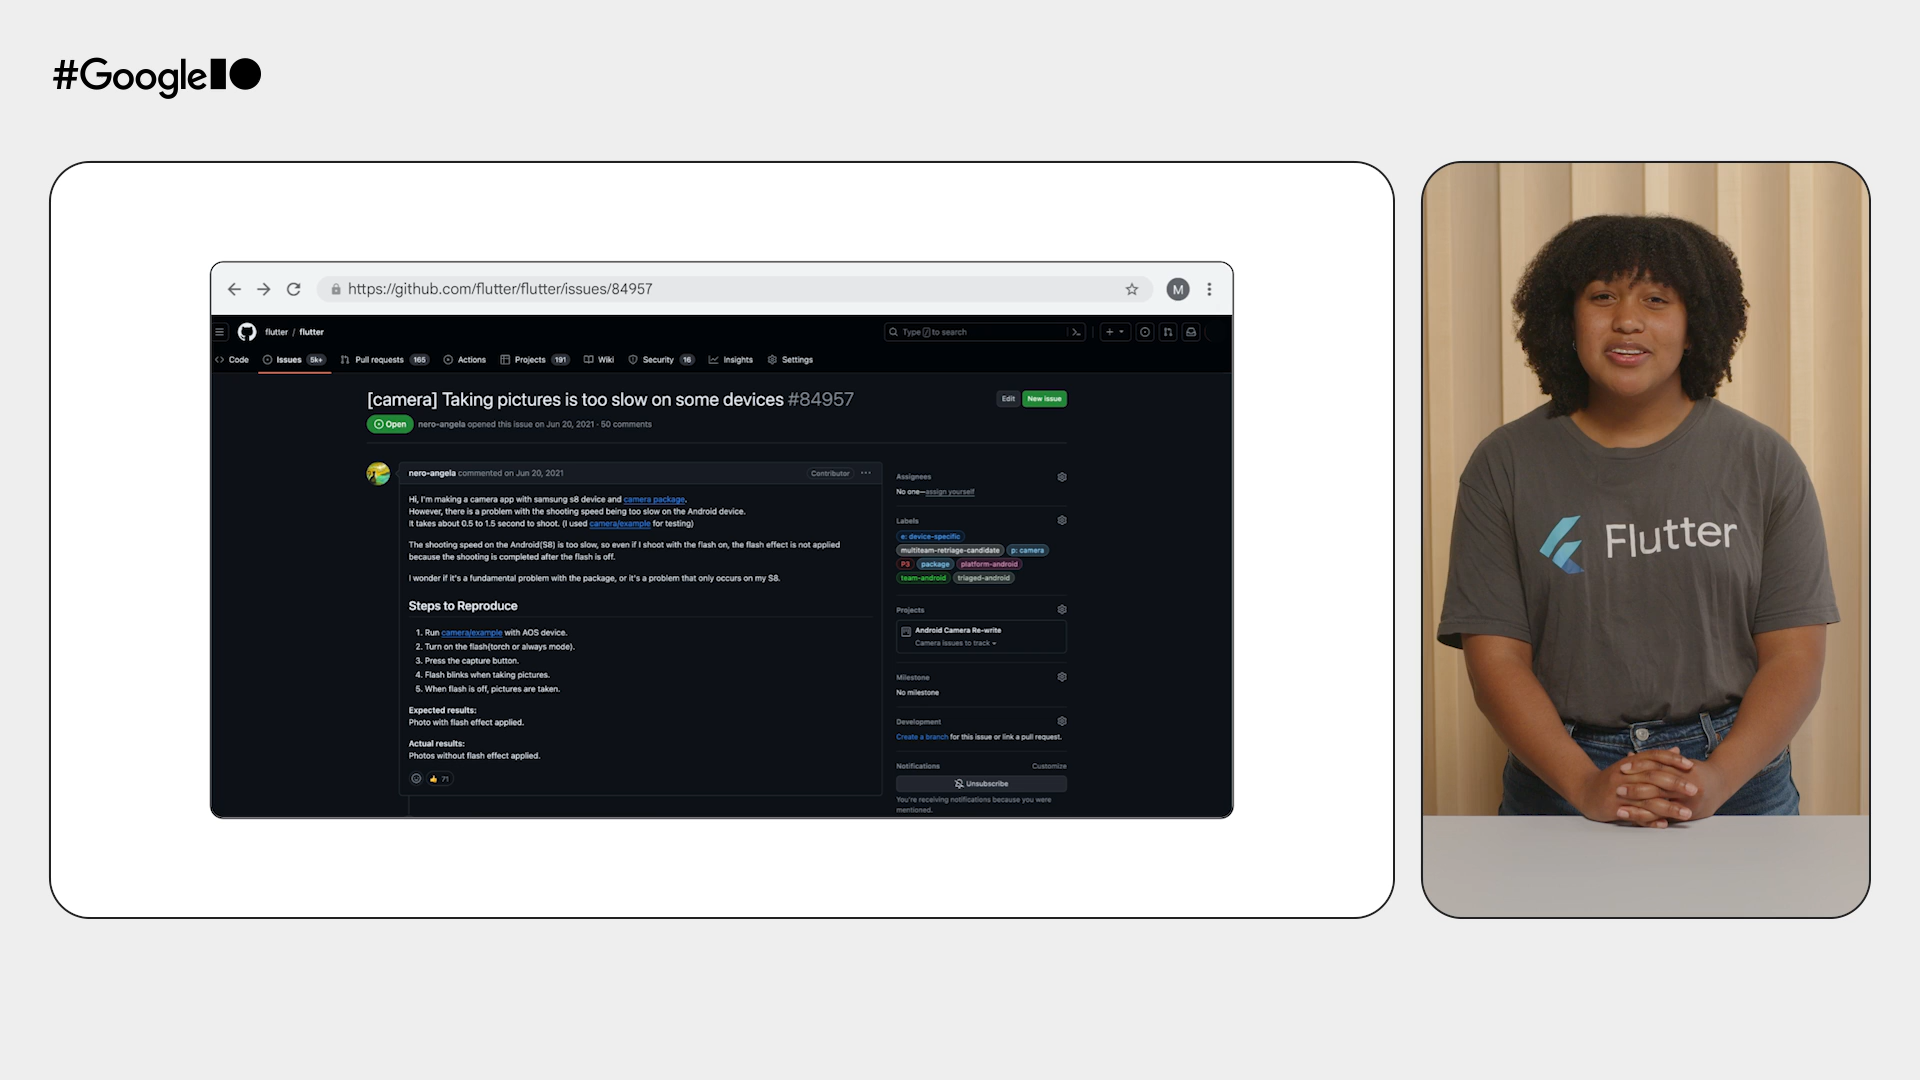 #GoogleIO
https://github.com/flutter/flutter/issues/84957
M
flutter / flutter
Type / to search
Code
Issues 5k+
Pull requests 165
Actions
Projects 191
Wiki
Security 16
Insights
Settings
[camera] Taking pictures is too slow on some devices #84957
Edit
New issue
Open
nero-angela opened this issue on Jun 20, 2021 · 50 comments
nero-angela commented on Jun 20, 2021
Contributor
Hi, I'm making a camera app with samsung s8 device and camera package.
However, there is a problem with the shooting speed being too slow on the Android device.
It takes about 0.5 to 1.5 second to shoot. (I used camera/example for testing)
The shooting speed on the Android(S8) is too slow, so even if I shoot with the flash on, the flash effect is not applied
because the shooting is completed after the flash is off.
I wonder if it's a fundamental problem with the package, or it's a problem that only occurs on my S8.
Steps to Reproduce
1. Run camera/example with AOS device.
2. Turn on the flash(torch or always mode).
3. Press the capture button.
4. Flash blinks when taking pictures.
5. When flash is off, pictures are taken.
Expected results:
Photo with flash effect applied.
Actual results:
Photos without flash effect applied.
71
Assignees
No one—assign yourself
Labels
e: device-specific
multiteam-retriage-candidate
p: camera
P3
package
platform-android
team-android
triaged-android
Projects
Android Camera Re-write
Camera issues to track
Milestone
No milestone
Development
Create a branch for this issue or link a pull request.
Notifications
Customize
Unsubscribe
You're receiving notifications because you were
mentioned.
Flutter